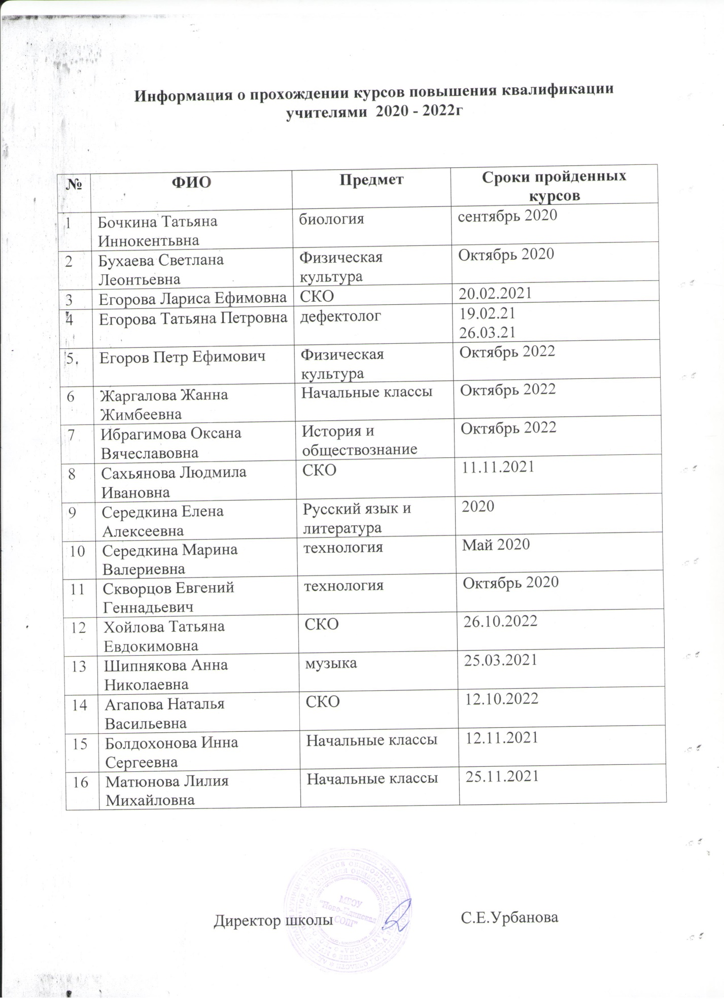 Информация о прохождении курсов повышения квалификации
учителями 2020 - 2022г
№ ФИО Предмет Сроки пройденных
курсов
1 Бочкина Татьяна биология сентябрь 2020
Иннокентьвна
2 Бухаева Светлана Физическая Октябрь 2020
Леонтьевна культура
3 Егорова Лариса Ефимовна СКО 20.02.2021
4 Егорова Татьяна Петровна дефектолог 19.02.21
26.03.21
5. Егоров Петр Ефимович Физическая Октябрь 2022
культура
6 Жаргалова Жанна Начальные классы Октябрь 2022
Жимбеевна
7 Ибрагимова Оксана История и Октябрь 2022
Вячеславовна обществознание
8 Сахьянова Людмила СКО 11.11.2021
Ивановна
9 Середкина Елена Русский язык и 2020
Алексеевна литература
10 Середкина Марина технология Май 2020
Валериевна
11 Скворцов Евгений технология Октябрь 2020
Геннадьевич
12 Хойлова Татьяна СКО 26.10.2022
Евдокимовна
13 Шипнякова Анна музыка 25.03.2021
Николаевна
14 Агапова Наталья СКО 12.10.2022
Васильевна
15 Болдохонова Инна Начальные классы 12.11.2021
Сергеевна
16 Матюнова Лилия Начальные классы 25.11.2021
Михайловна
МБОУ
"Ново-Идинская
СОШ"
Директор школы С.Е.Урбанова